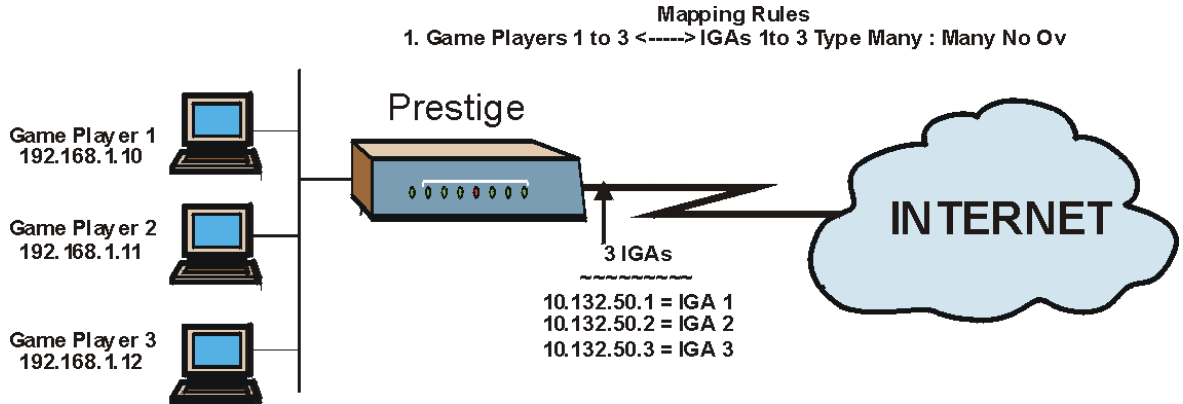 Mapping Rules
1. Game Players 1 to 3 <-----> IGAs 1to 3 Type Many : Many No Ov
Prestige
Game Player 1
192.168.1.10
Game Player 2
192.168.1.11
Game Player 3
192.168.1.12
3 IGAs
~~~~~~~~~
10.132.50.1 = IGA 1
10.132.50.2 = IGA 2
10.132.50.3 = IGA 3
INTERNET